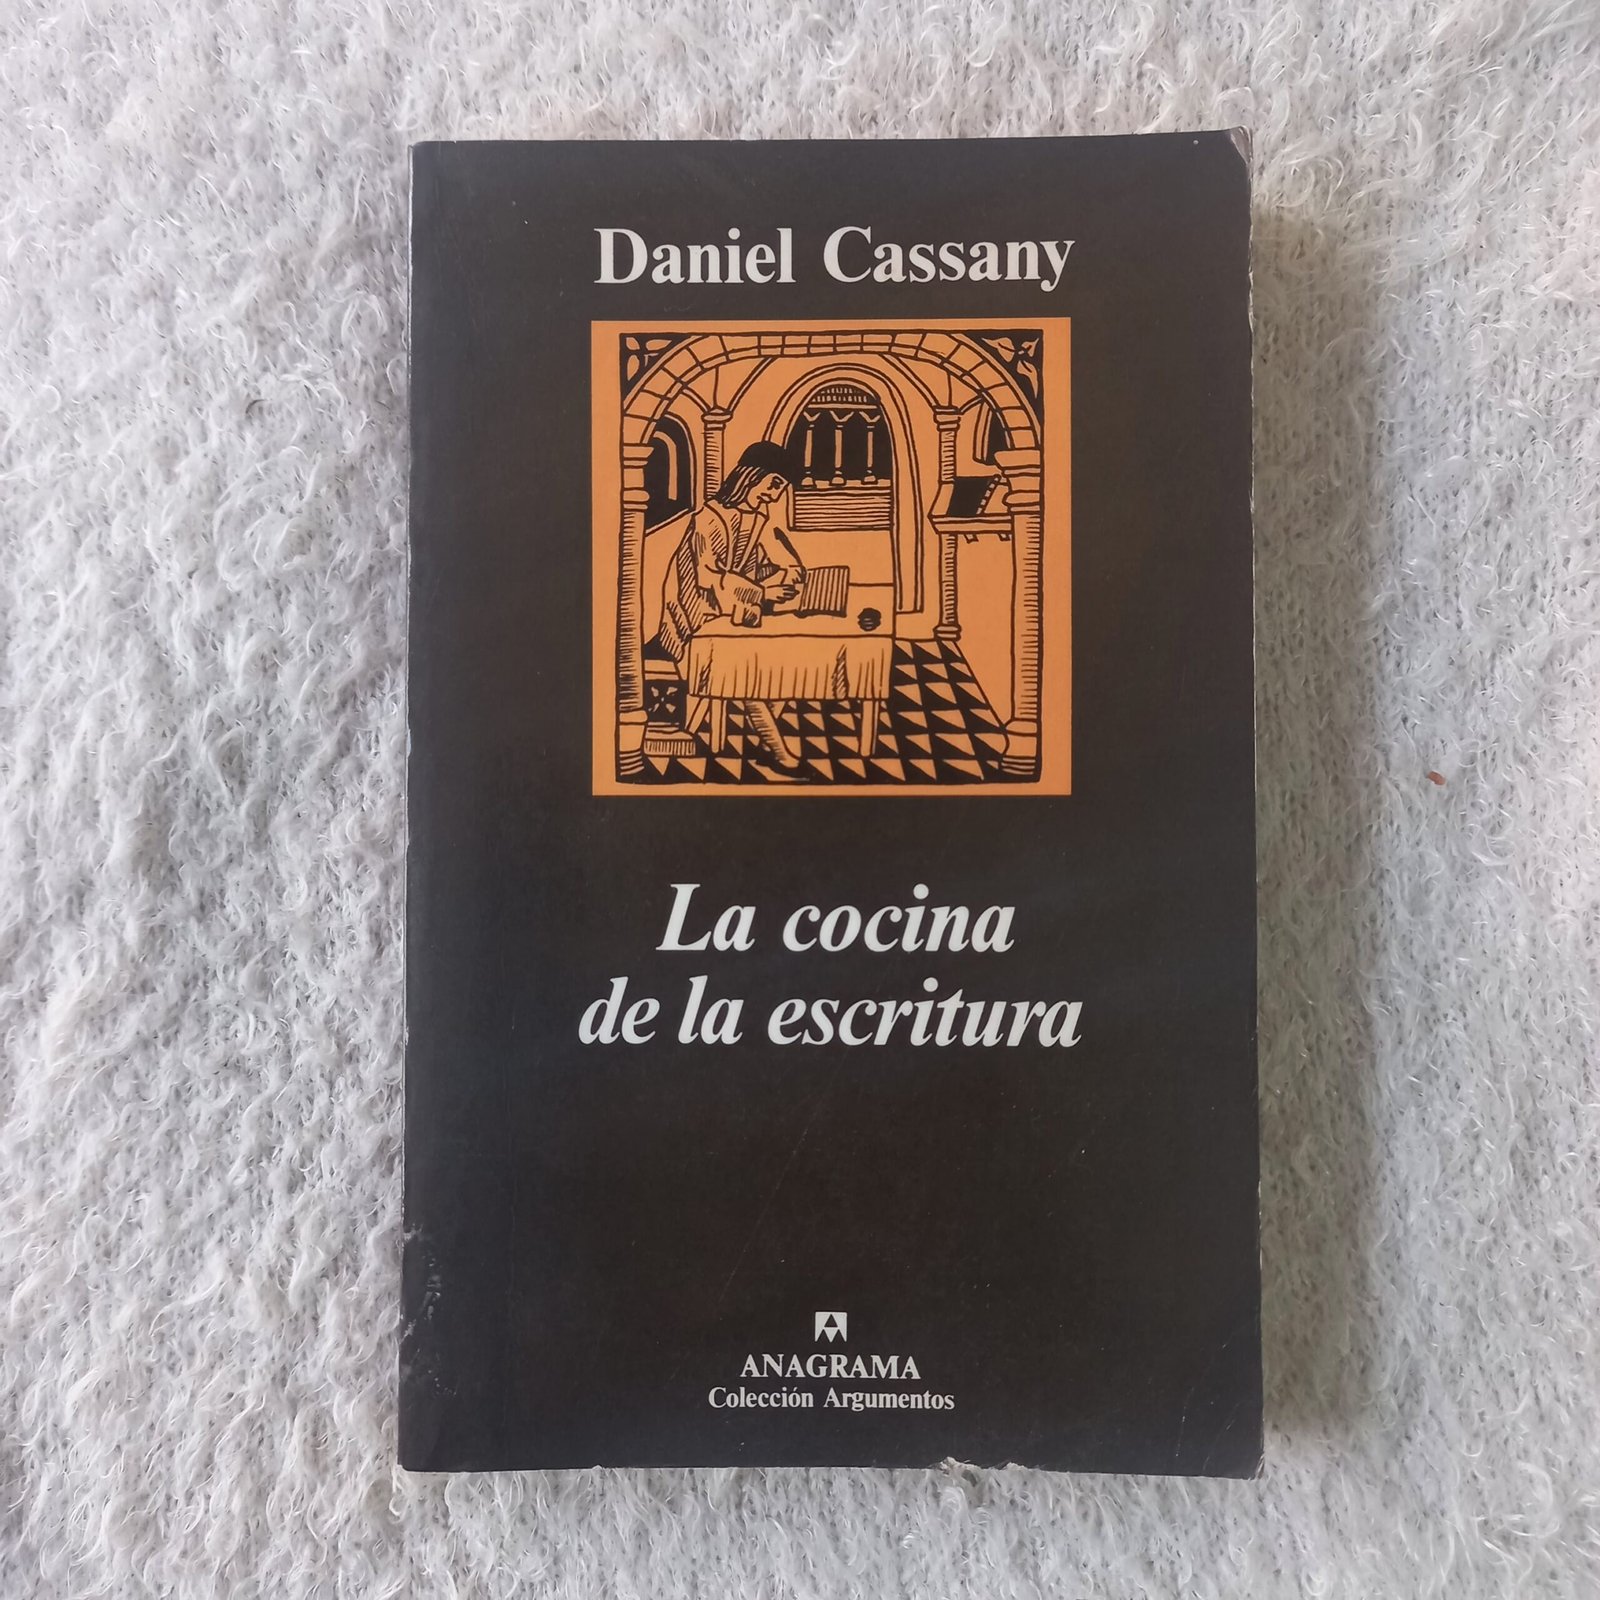 Daniel Cassany
La cocina
de la escritura
ANAGRAMA
Colección Argumentos